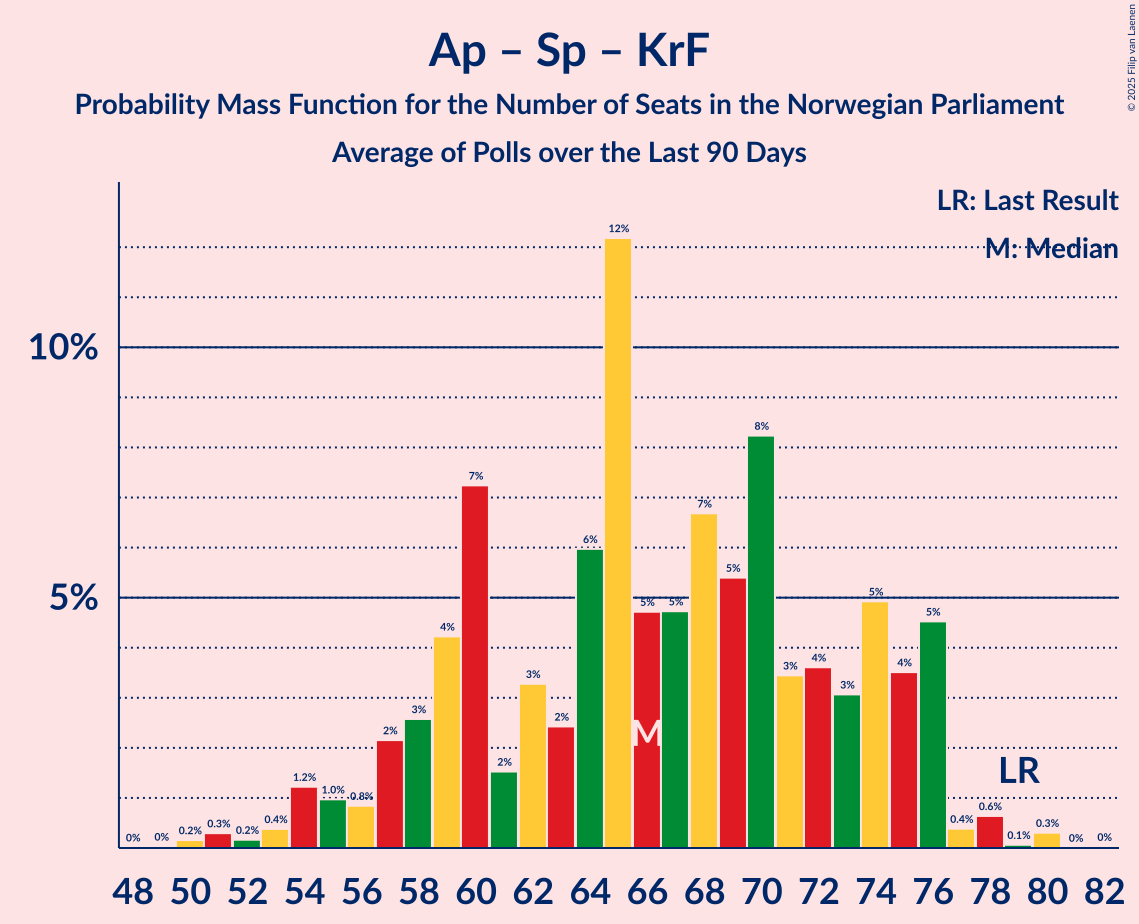 © 2025 Filip van Laenen
Ap – Sp – KrF
Probability Mass Function for the Number of Seats in the Norwegian Parliament
Average of Polls over the Last 90 Days
LR: Last Result
M: Median
10%
5%
0% 0% 0.2% 0.3% 0.2% 0.4% 1.2% 1.0% 0.8% 2% 3% 4% 7% 2% 3% 2% 6% 12% 5% 5% 7% 5% 8% 3% 4% 3% 5% 4% 5% 0.4% 0.6% 0.1% 0.3% 0% 0%
M
LR
48 50 52 54 56 58 60 62 64 66 68 70 72 74 76 78 80 82